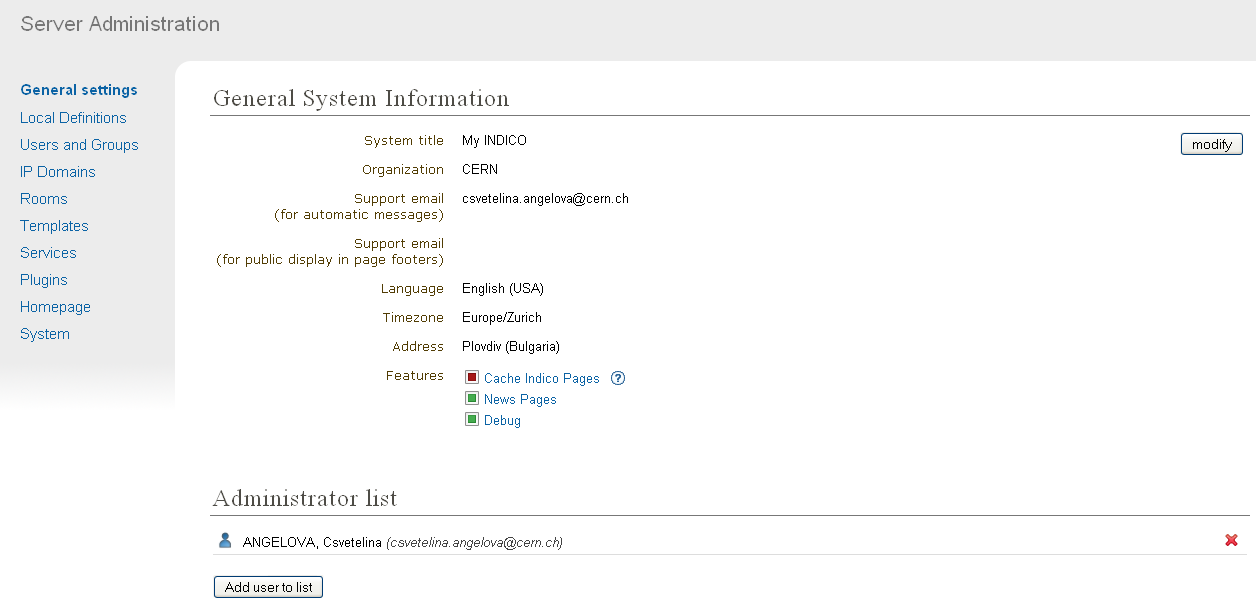 Server Administration
General settings
Local Definitions
Users and Groups
IP Domains
Rooms
Templates
Services
Plugins
Homepage
System
General System Information
System title My INDICO
modify
Organization CERN
Support email csvetelina.angelova@cern.ch
(for automatic messages)
Support email
(for public display in page footers)
Language English (USA)
Timezone Europe/Zurich
Address Plovdiv (Bulgaria)
Features Cache Indico Pages ?
News Pages
Debug
Administrator list
ANGELOVA, Csvetelina (csvetelina.angelova@cern.ch)
Add user to list